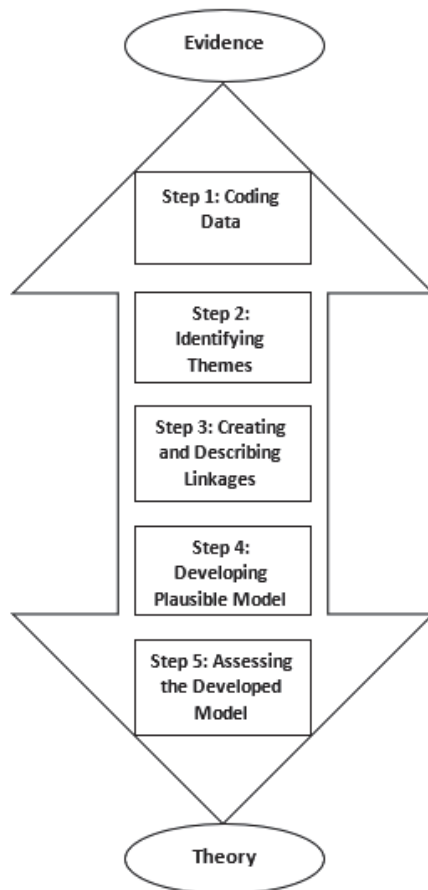 Evidence
Step 1: Coding
Data
Step 2:
Identifying
Themes
Step 3: Creating
and Describing
Linkages
Step 4:
Developing
Plausible Model
Step 5: Assessing
the Developed
Model
Theory